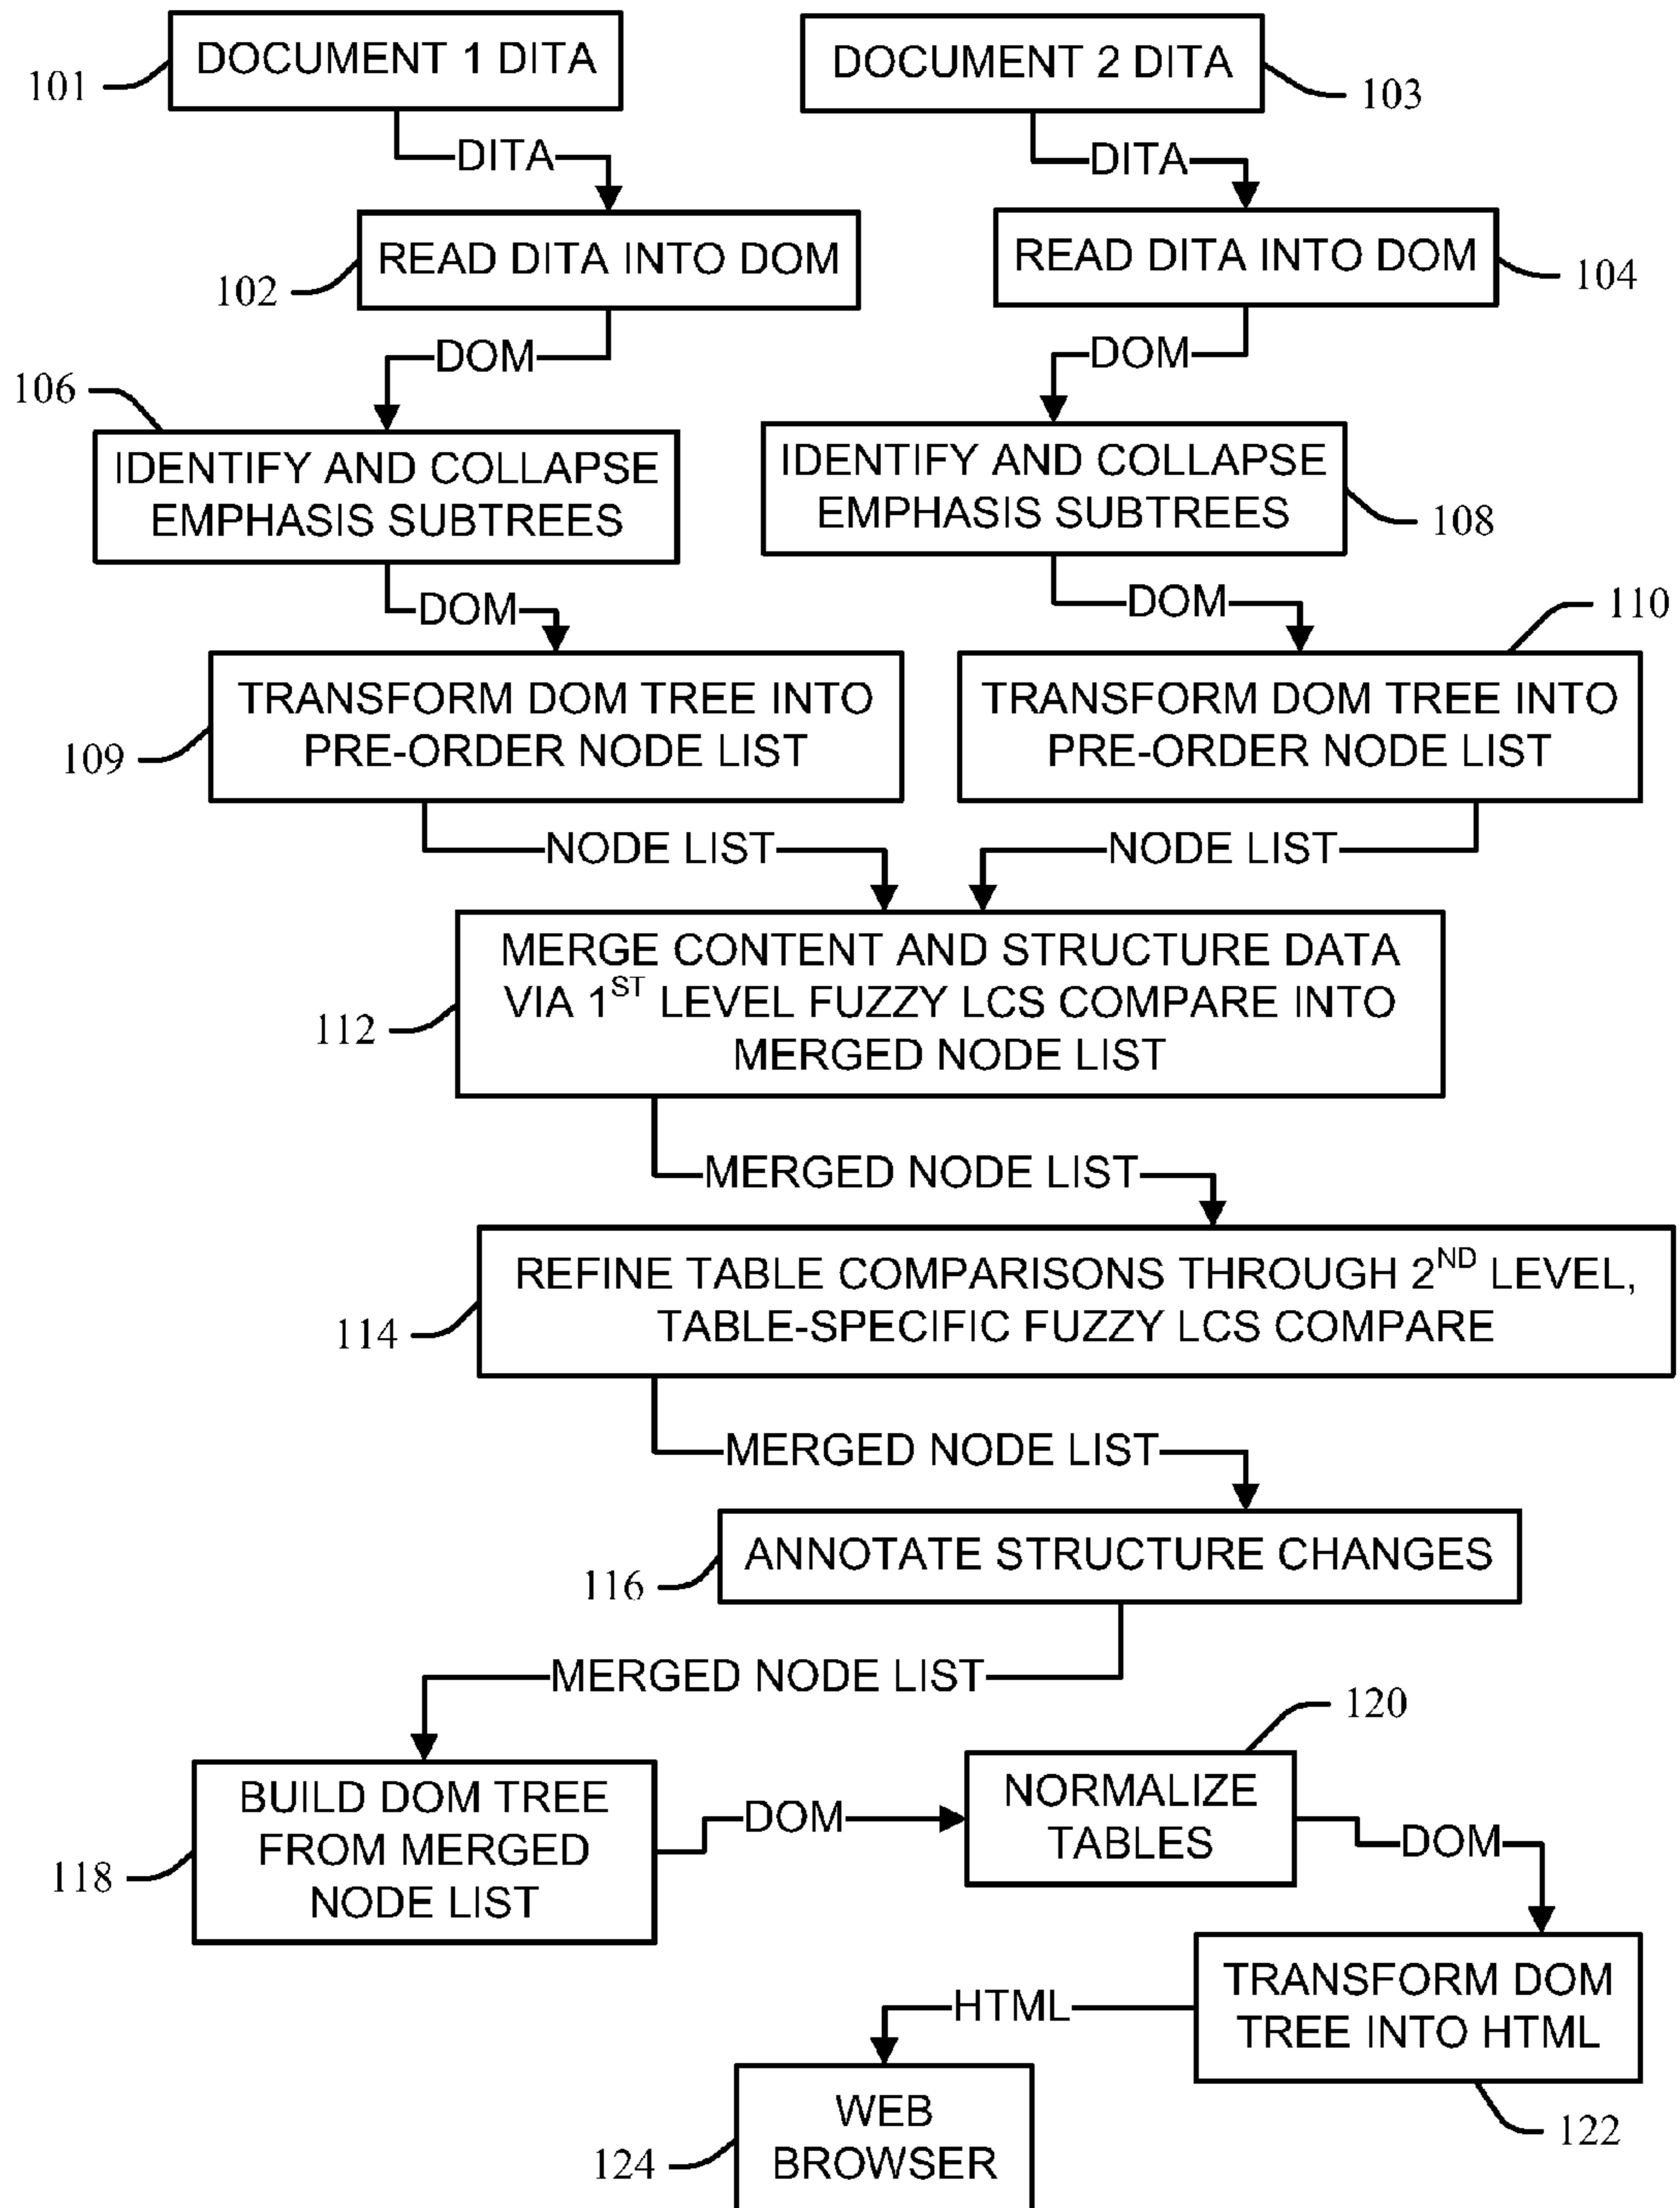 DOCUMENT 1 DITA
101
DOCUMENT 2 DITA
103
DITA
DITA
READ DITA INTO DOM
102
READ DITA INTO DOM
104
DOM
DOM
106
IDENTIFY AND COLLAPSE
EMPHASIS SUBTREES
IDENTIFY AND COLLAPSE
EMPHASIS SUBTREES
108
DOM
DOM
110
TRANSFORM DOM TREE INTO
PRE-ORDER NODE LIST
109
TRANSFORM DOM TREE INTO
PRE-ORDER NODE LIST
NODE LIST
NODE LIST
MERGE CONTENT AND STRUCTURE DATA
VIA 1ST LEVEL FUZZY LCS COMPARE INTO
MERGED NODE LIST
112
MERGED NODE LIST
REFINE TABLE COMPARISONS THROUGH 2ND LEVEL,
TABLE-SPECIFIC FUZZY LCS COMPARE
114
MERGED NODE LIST
ANNOTATE STRUCTURE CHANGES
116
MERGED NODE LIST
120
BUILD DOM TREE
FROM MERGED
NODE LIST
118
DOM
NORMALIZE
TABLES
DOM
TRANSFORM DOM
TREE INTO HTML
122
HTML
WEB
BROWSER
124